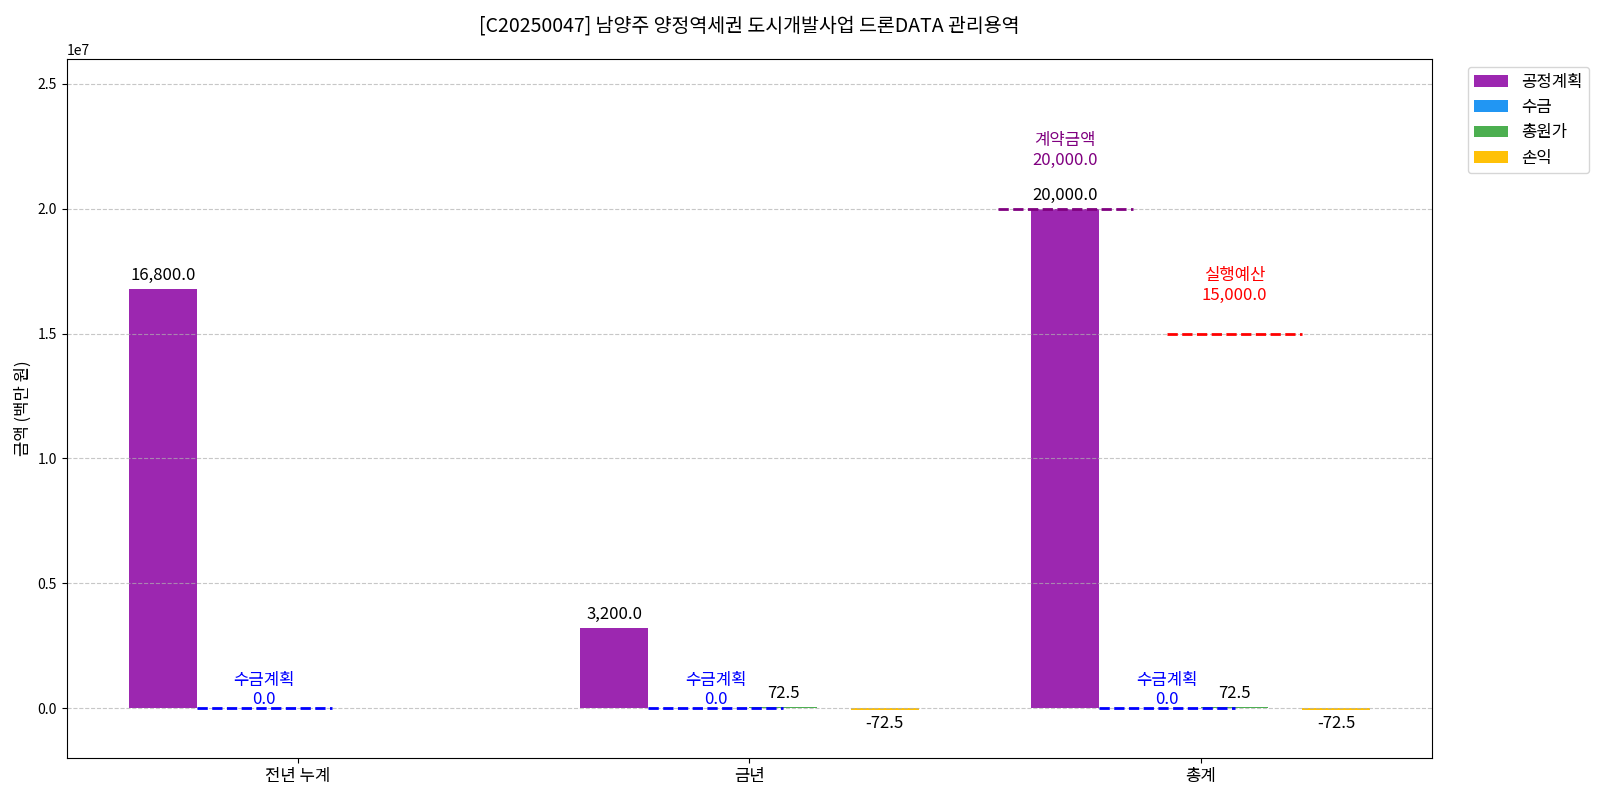 [C20250047] 남양주 양정역세권 도시개발사업 드론DATA 관리용역
1e7
2.5
2.0
1.5
1.0
0.5
0.0
금액 (백만 원)
16,800.0
수금계획
0.0
3,200.0
수금계획
0.0
72.5
-72.5
계약금액
20,000.0
20,000.0
실행예산
15,000.0
수금계획
0.0
72.5
-72.5
전년 누계
금년
총계
공정계획
수금
총원가
손익